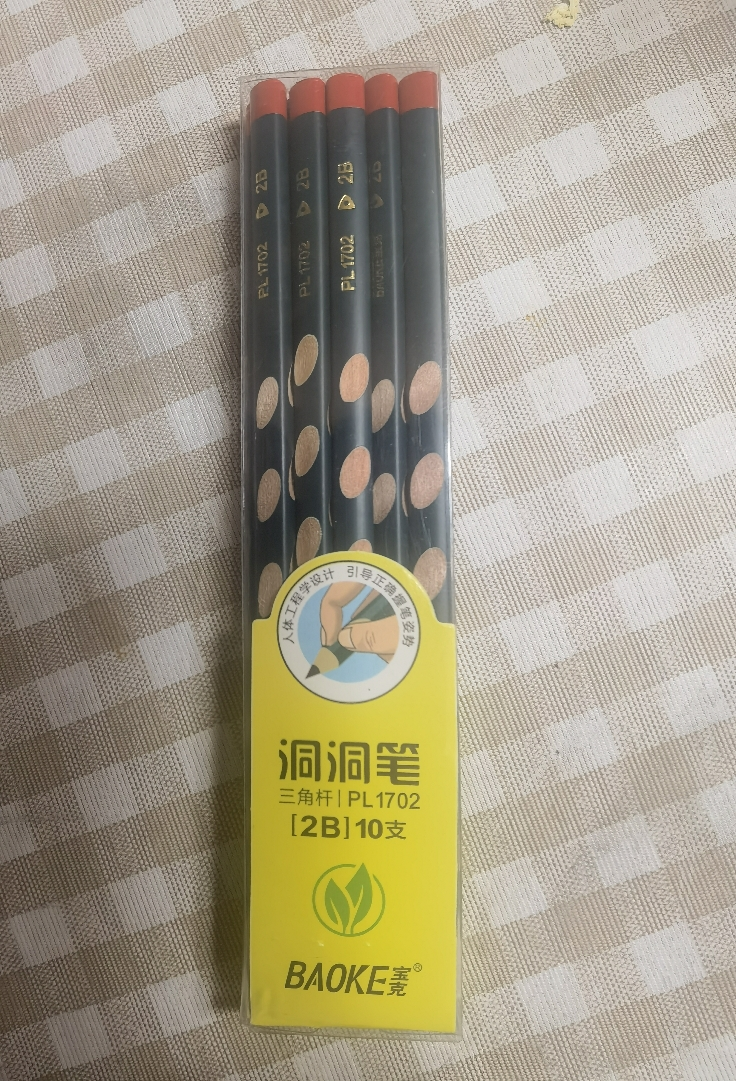 PL1702 2B
PL1702 2B
PL1702 2B
2B
人体工程学设计 引导正确握笔姿势
洞洞笔
三角杆|PL1702
[2B]10支
BAOKE宝克®